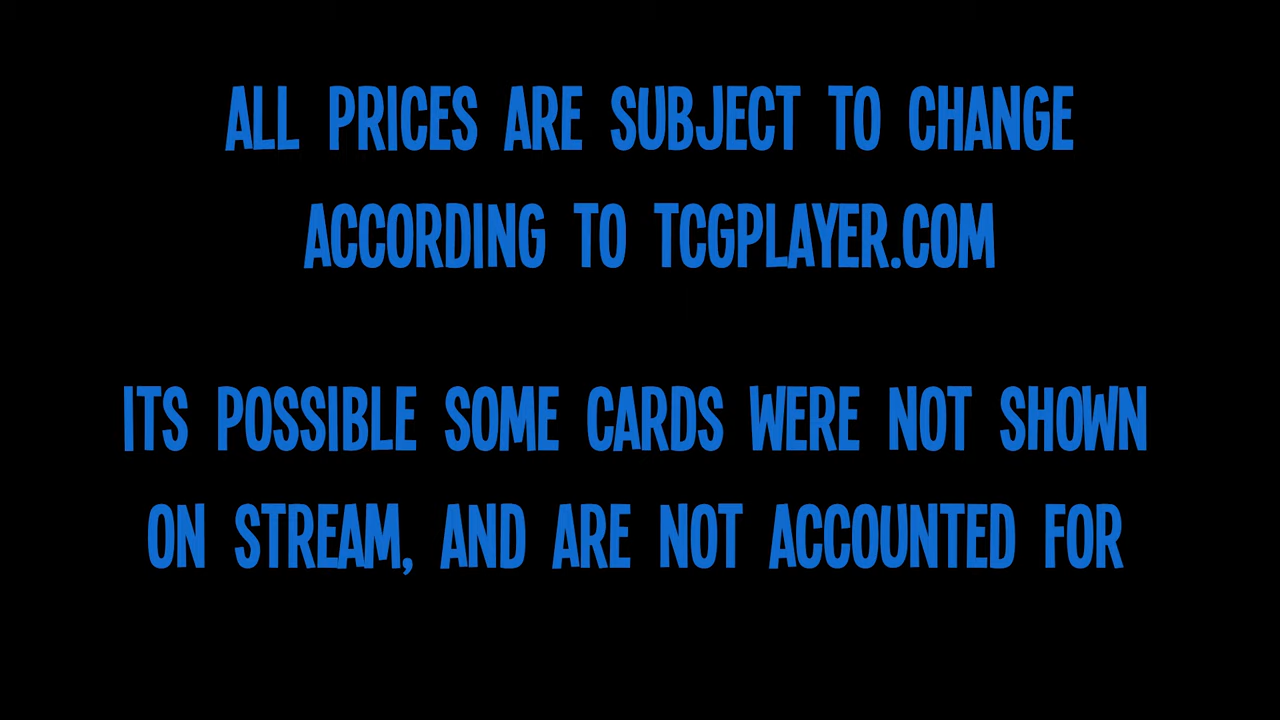 ALL PRICES ARE SUBJECT TO CHANGE
ACCORDING TO TCGPLAYER.COM
ITS POSSIBLE SOME CARDS WERE NOT SHOWN
ON STREAM, AND ARE NOT ACCOUNTED FOR